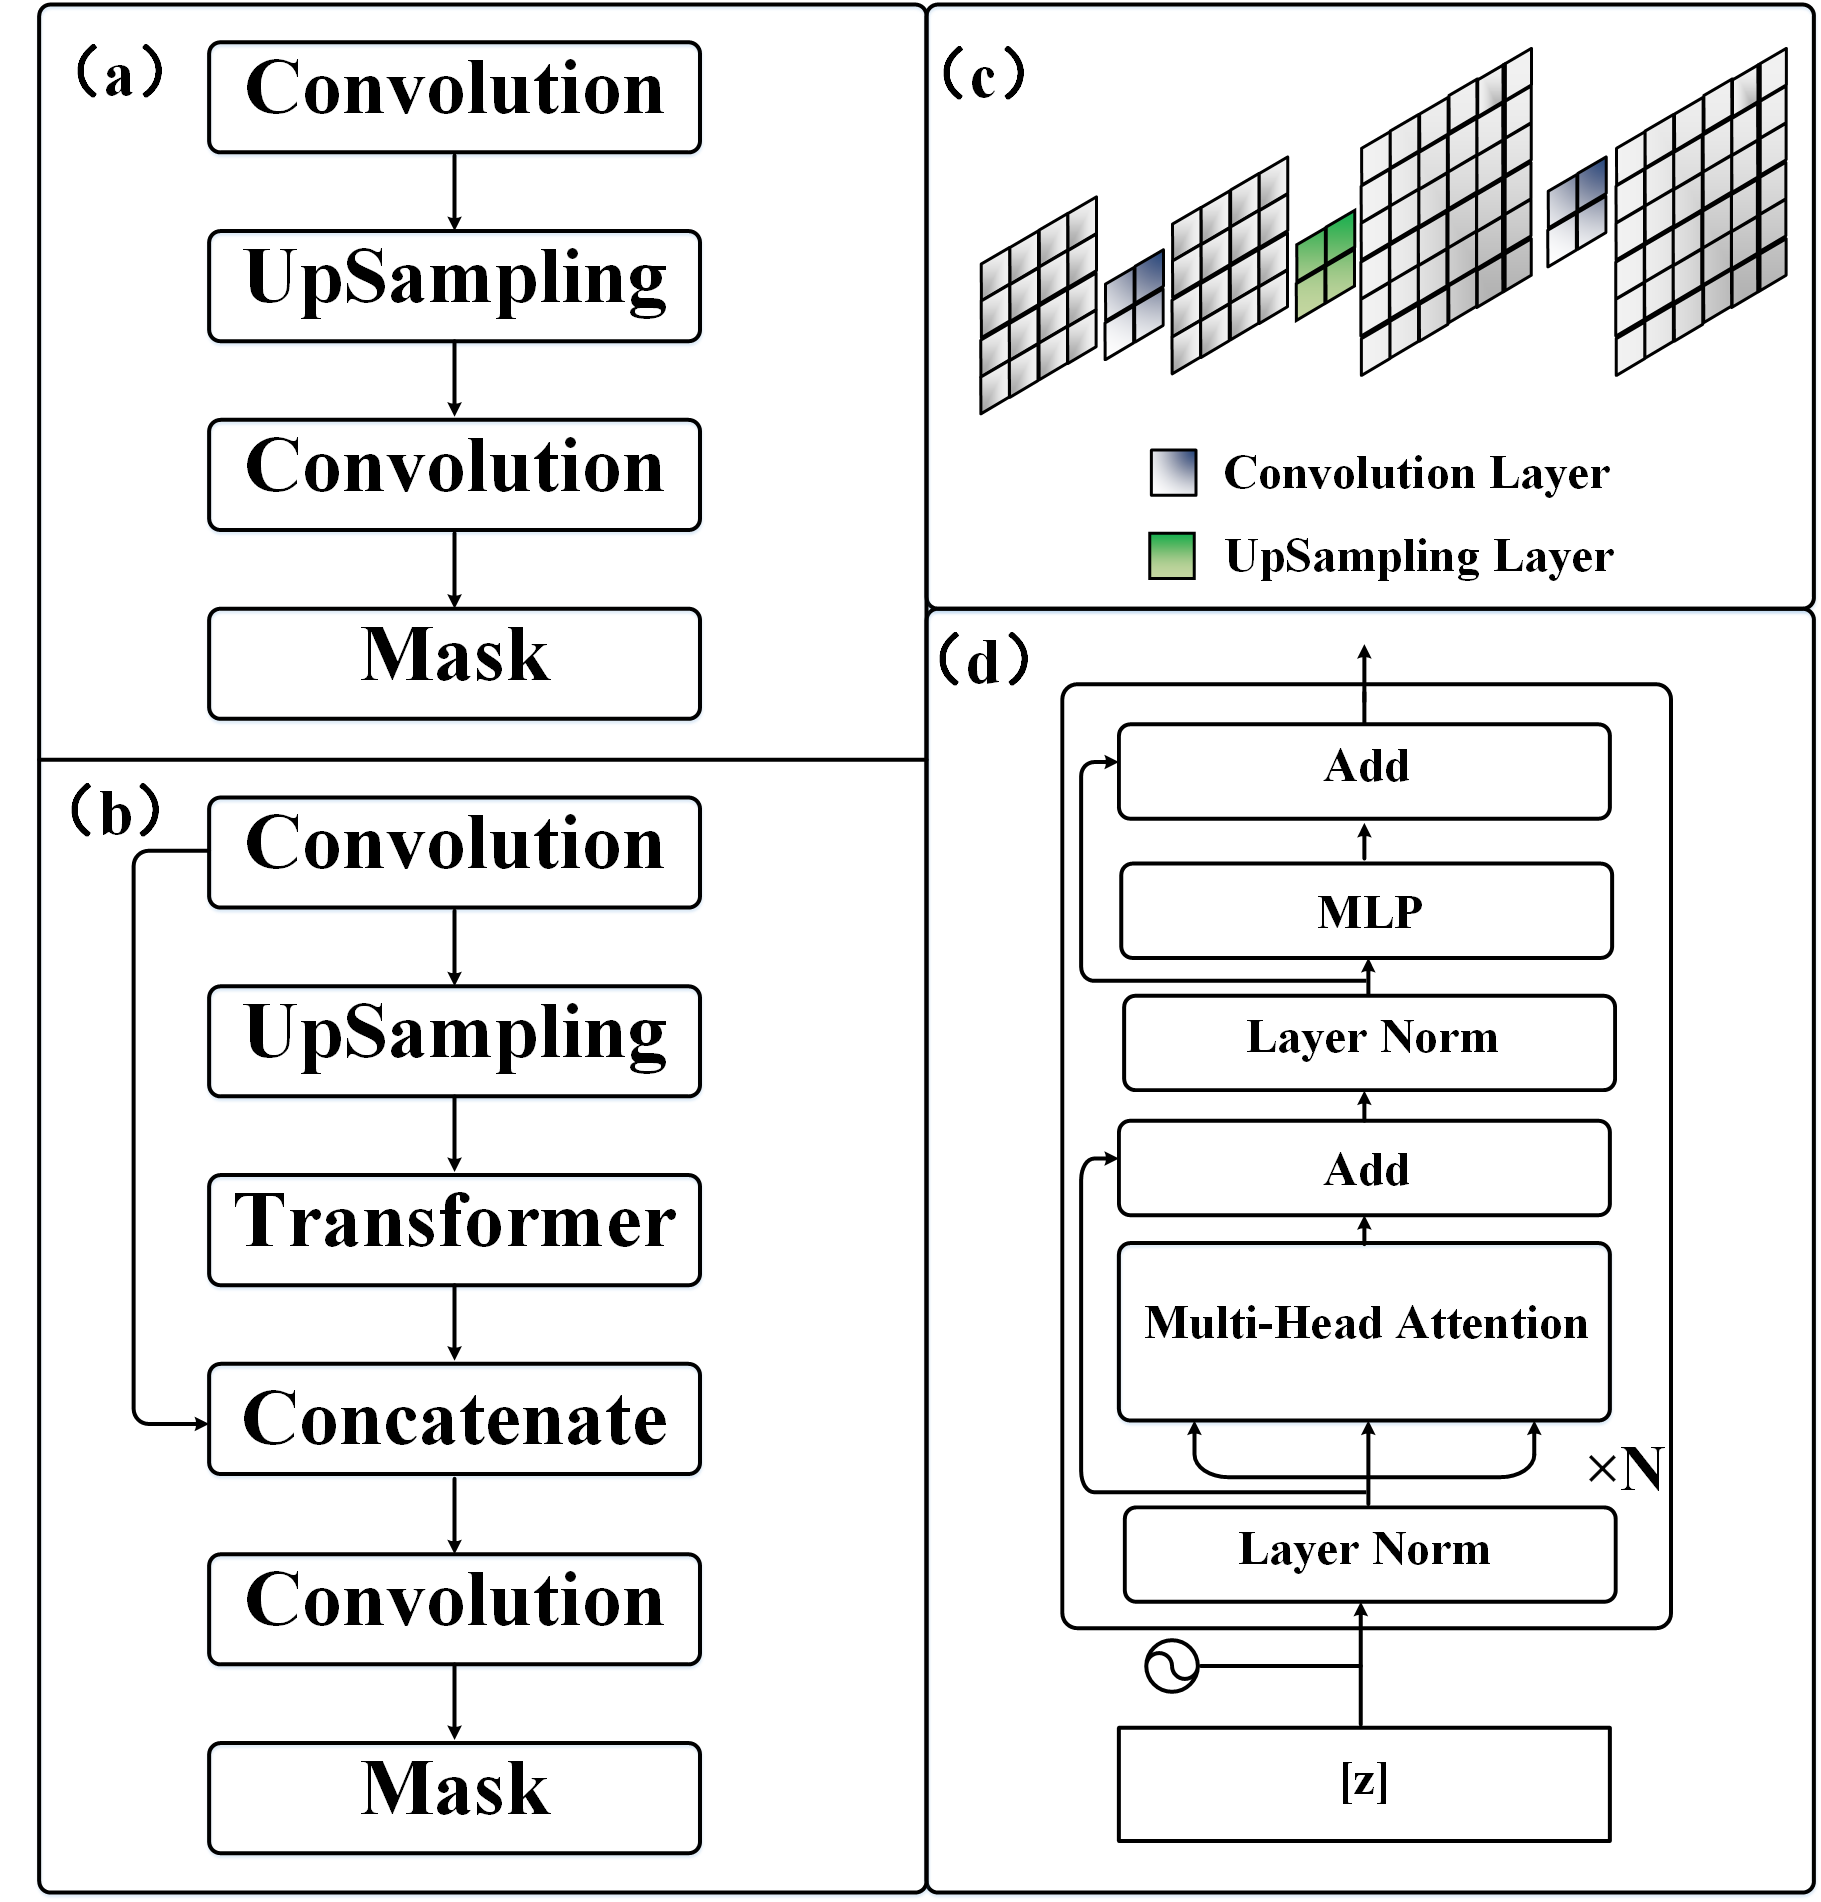 (a)
Convolution
UpSampling
Convolution
Mask
(b)
Convolution
UpSampling
Transformer
Concatenate
Convolution
Mask
(c)
Convolution Layer
UpSampling Layer
(d)
Add
MLP
Layer Norm
Add
Multi-Head Attention
×N
Layer Norm
[z]